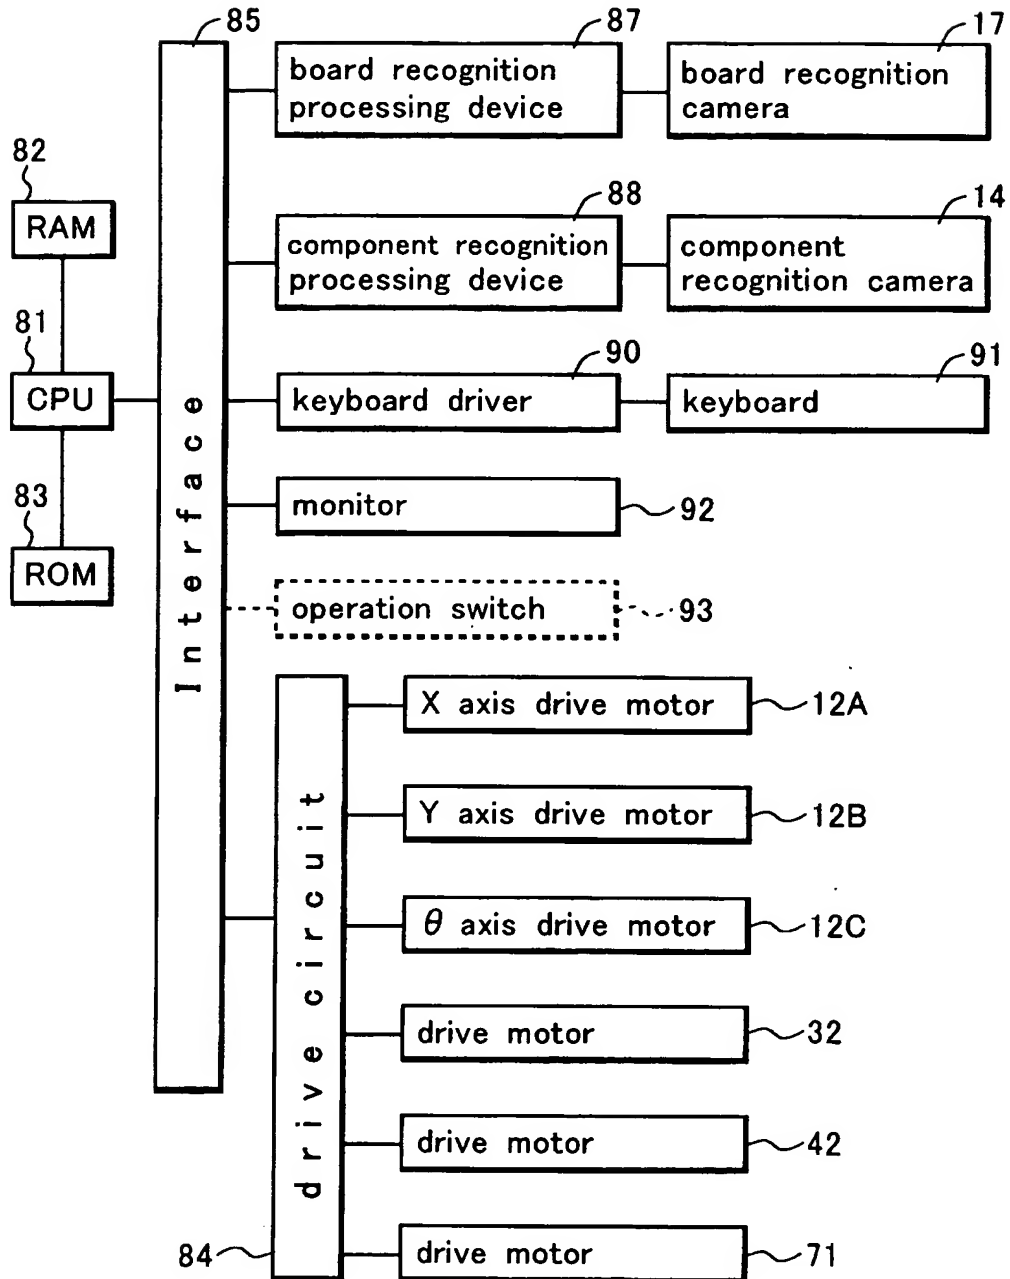 85
87
17
board recognition
processing device
board recognition
camera
82
RAM
88
14
component recognition
processing device
component
recognition camera
81
CPU
90
91
keyboard driver
keyboard
83
ROM
Interface
monitor
92
operation switch
93
drive circuit
84
X axis drive motor
12A
Y axis drive motor
12B
θ axis drive motor
12C
drive motor
32
drive motor
42
drive motor
71